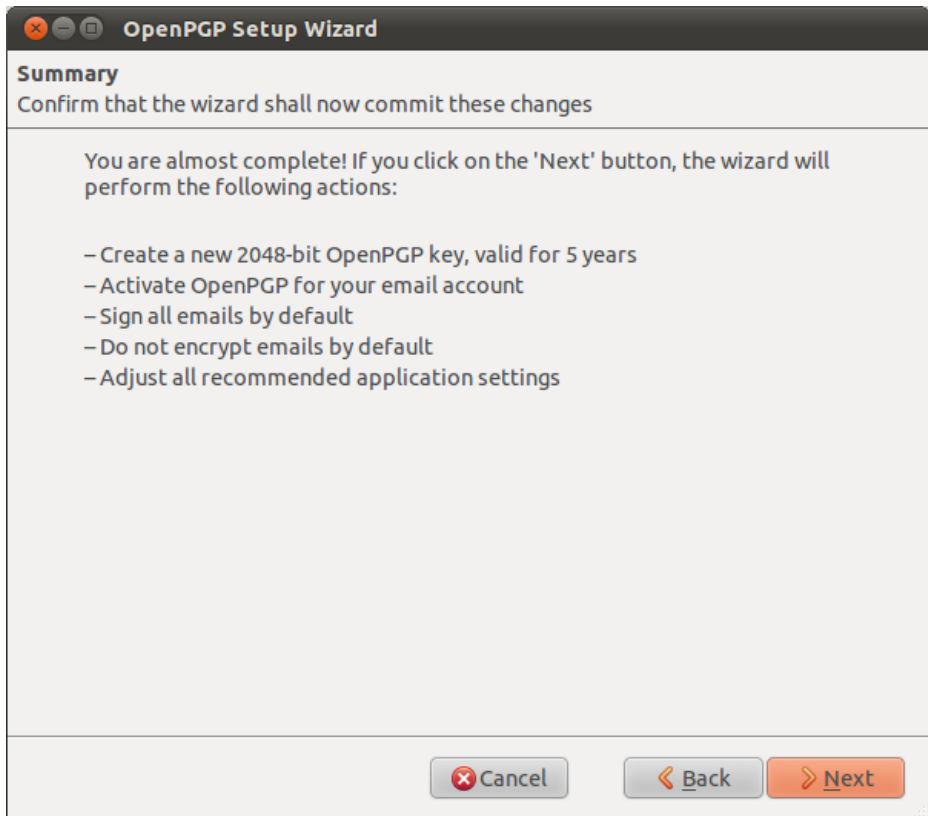 OpenPGP Setup Wizard
Summary
Confirm that the wizard shall now commit these changes
You are almost complete! If you click on the 'Next' button, the wizard will
perform the following actions:
– Create a new 2048-bit OpenPGP key, valid for 5 years
– Activate OpenPGP for your email account
– Sign all emails by default
– Do not encrypt emails by default
– Adjust all recommended application settings
Cancel Back Next